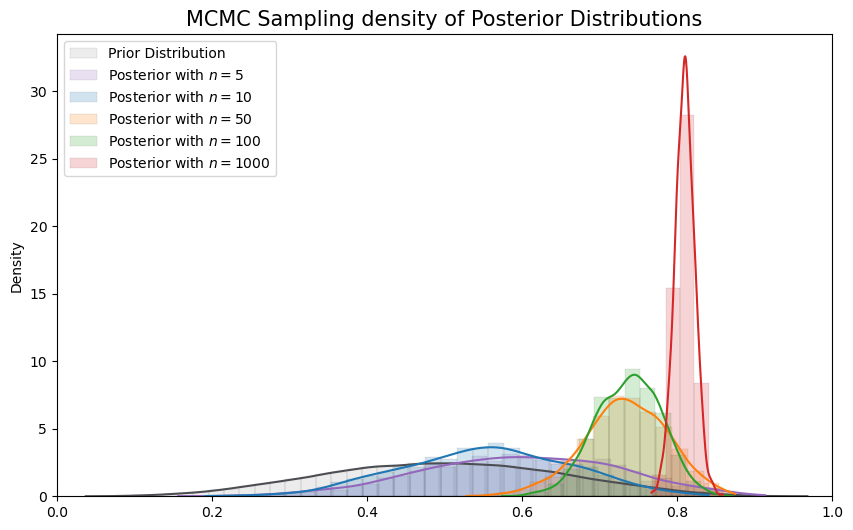 MCMC Sampling density of Posterior Distributions
Prior Distribution
Posterior with n = 5
Posterior with n = 10
Posterior with n = 50
Posterior with n = 100
Posterior with n = 1000
Density
30
25
20
15
10
5
0
0.0 0.2 0.4 0.6 0.8 1.0